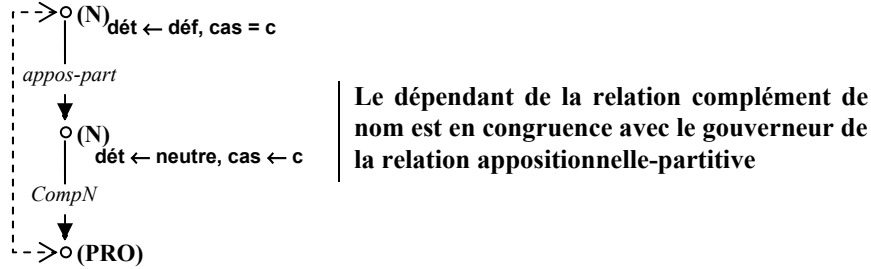 (N) dét ← déf, cas = c
appos-part
Le dépendant de la relation complément de
nom est en congruence avec le gouverneur de
la relation appositionnelle-partitive
(N)
dét ← neutre, cas ← c
CompN
(PRO)